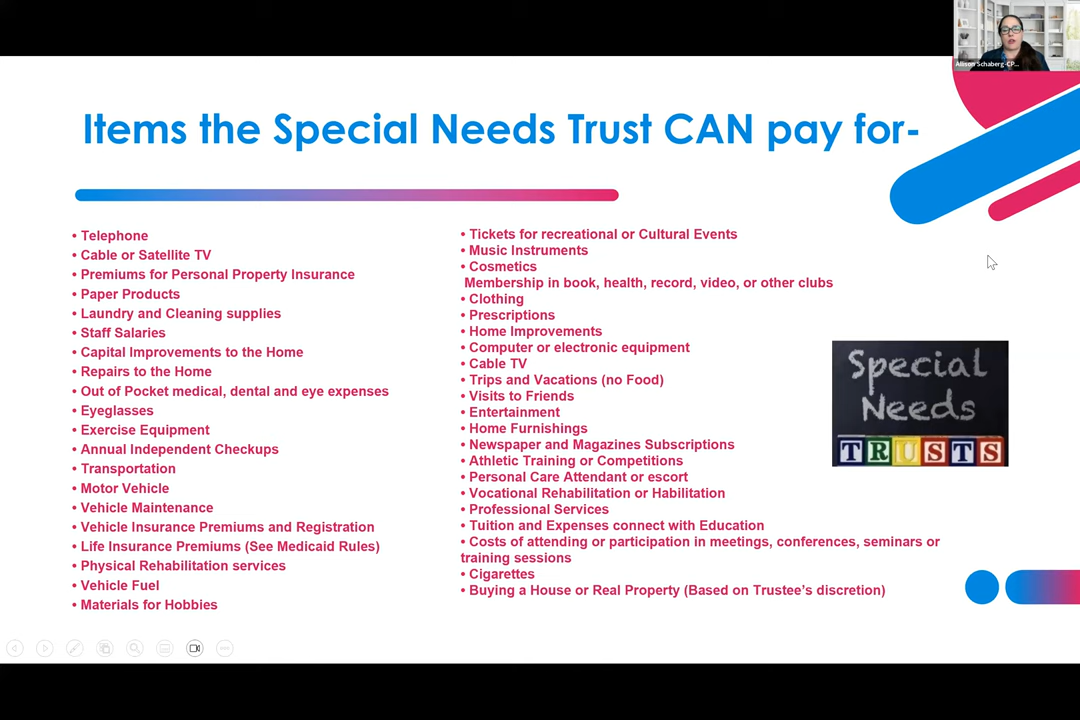 Allison Schaberg-CP...
Items the Special Needs Trust CAN pay for-
• Telephone
• Cable or Satellite TV
• Premiums for Personal Property Insurance
• Paper Products
• Laundry and Cleaning supplies
• Staff Salaries
• Capital Improvements to the Home
• Repairs to the Home
• Out of Pocket medical, dental and eye expenses
• Eyeglasses
• Exercise Equipment
• Annual Independent Checkups
• Transportation
• Motor Vehicle
• Vehicle Maintenance
• Vehicle Insurance Premiums and Registration
• Life Insurance Premiums (See Medicaid Rules)
• Physical Rehabilitation services
• Vehicle Fuel
• Materials for Hobbies
• Tickets for recreational or Cultural Events
• Music Instruments
• Cosmetics
Membership in book, health, record, video, or other clubs
• Clothing
• Prescriptions
• Home Improvements
• Computer or electronic equipment
• Cable TV
• Trips and Vacations (no Food)
• Visits to Friends
• Entertainment
• Home Furnishings
• Newspaper and Magazines Subscriptions
• Athletic Training or Competitions
• Personal Care Attendant or escort
• Vocational Rehabilitation or Habilitation
• Professional Services
• Tuition and Expenses connect with Education
• Costs of attending or participation in meetings, conferences, seminars or
training sessions
• Cigarettes
• Buying a House or Real Property (Based on Trustee's discretion)
Special
Needs
TRUSTS